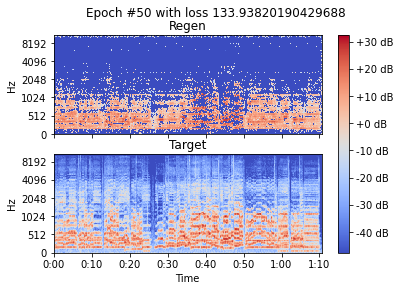 Epoch #50 with loss 133.93820190429688
Regen
8192
4096
2048
1024
512
0
Hz
Target
8192
4096
2048
1024
512
0
Hz
0:00 0:10 0:20 0:30 0:40 0:50 1:00 1:10
Time
+30 dB
+20 dB
+10 dB
+0 dB
-10 dB
-20 dB
-30 dB
-40 dB